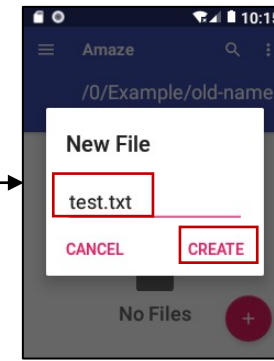 10:15
Amaze
/0/Example/old-name
New File
test.txt
CANCEL CREATE
No Files